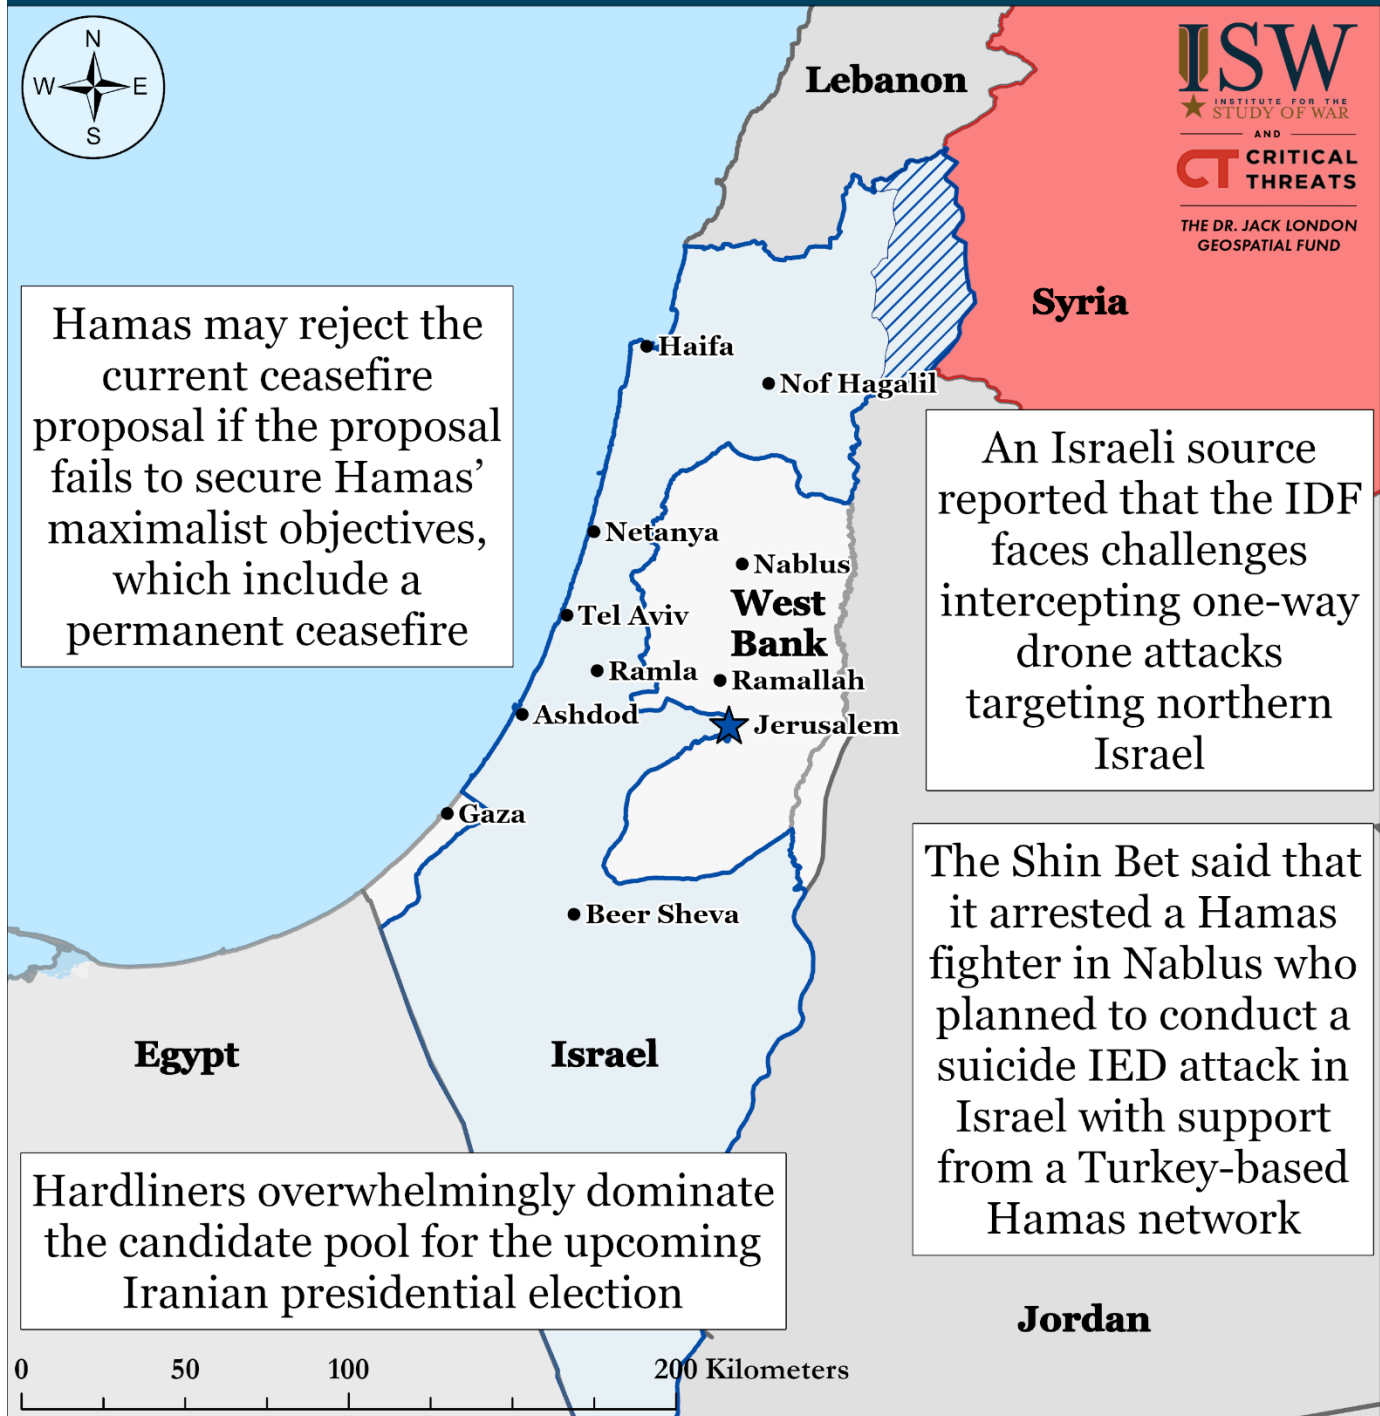 N
W E
S
Lebanon
ISW
INSTITUTE FOR THE
STUDY OF WAR
AND
CT CRITICAL
THREATS
THE DR. JACK LONDON
GEOSPATIAL FUND
Syria
Hamas may reject the
current ceasefire
proposal if the proposal
fails to secure Hamas’
maximalist objectives,
which include a
permanent ceasefire
Haifa
Nof Hagalil
An Israeli source
reported that the IDF
faces challenges
intercepting one-way
drone attacks
targeting northern
Israel
Netanya
Nablus
West
Bank
Tel Aviv
Ramla
Ramallah
Ashdod
Jerusalem
Gaza
Beer Sheva
The Shin Bet said that
it arrested a Hamas
fighter in Nablus who
planned to conduct a
suicide IED attack in
Israel with support
from a Turkey-based
Hamas network
Egypt
Israel
Hardliners overwhelmingly dominate
the candidate pool for the upcoming
Iranian presidential election
Jordan
0 50 100 200 Kilometers